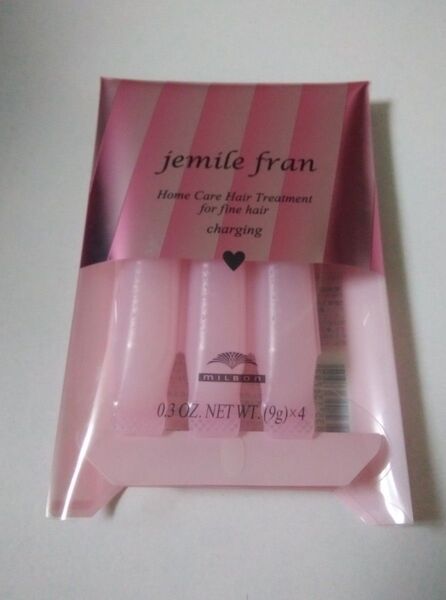 jemile fran
Home Care Hair Treatment
for fine hair
charging
MILBON
0.3 OZ. NET WT. (9g)×4